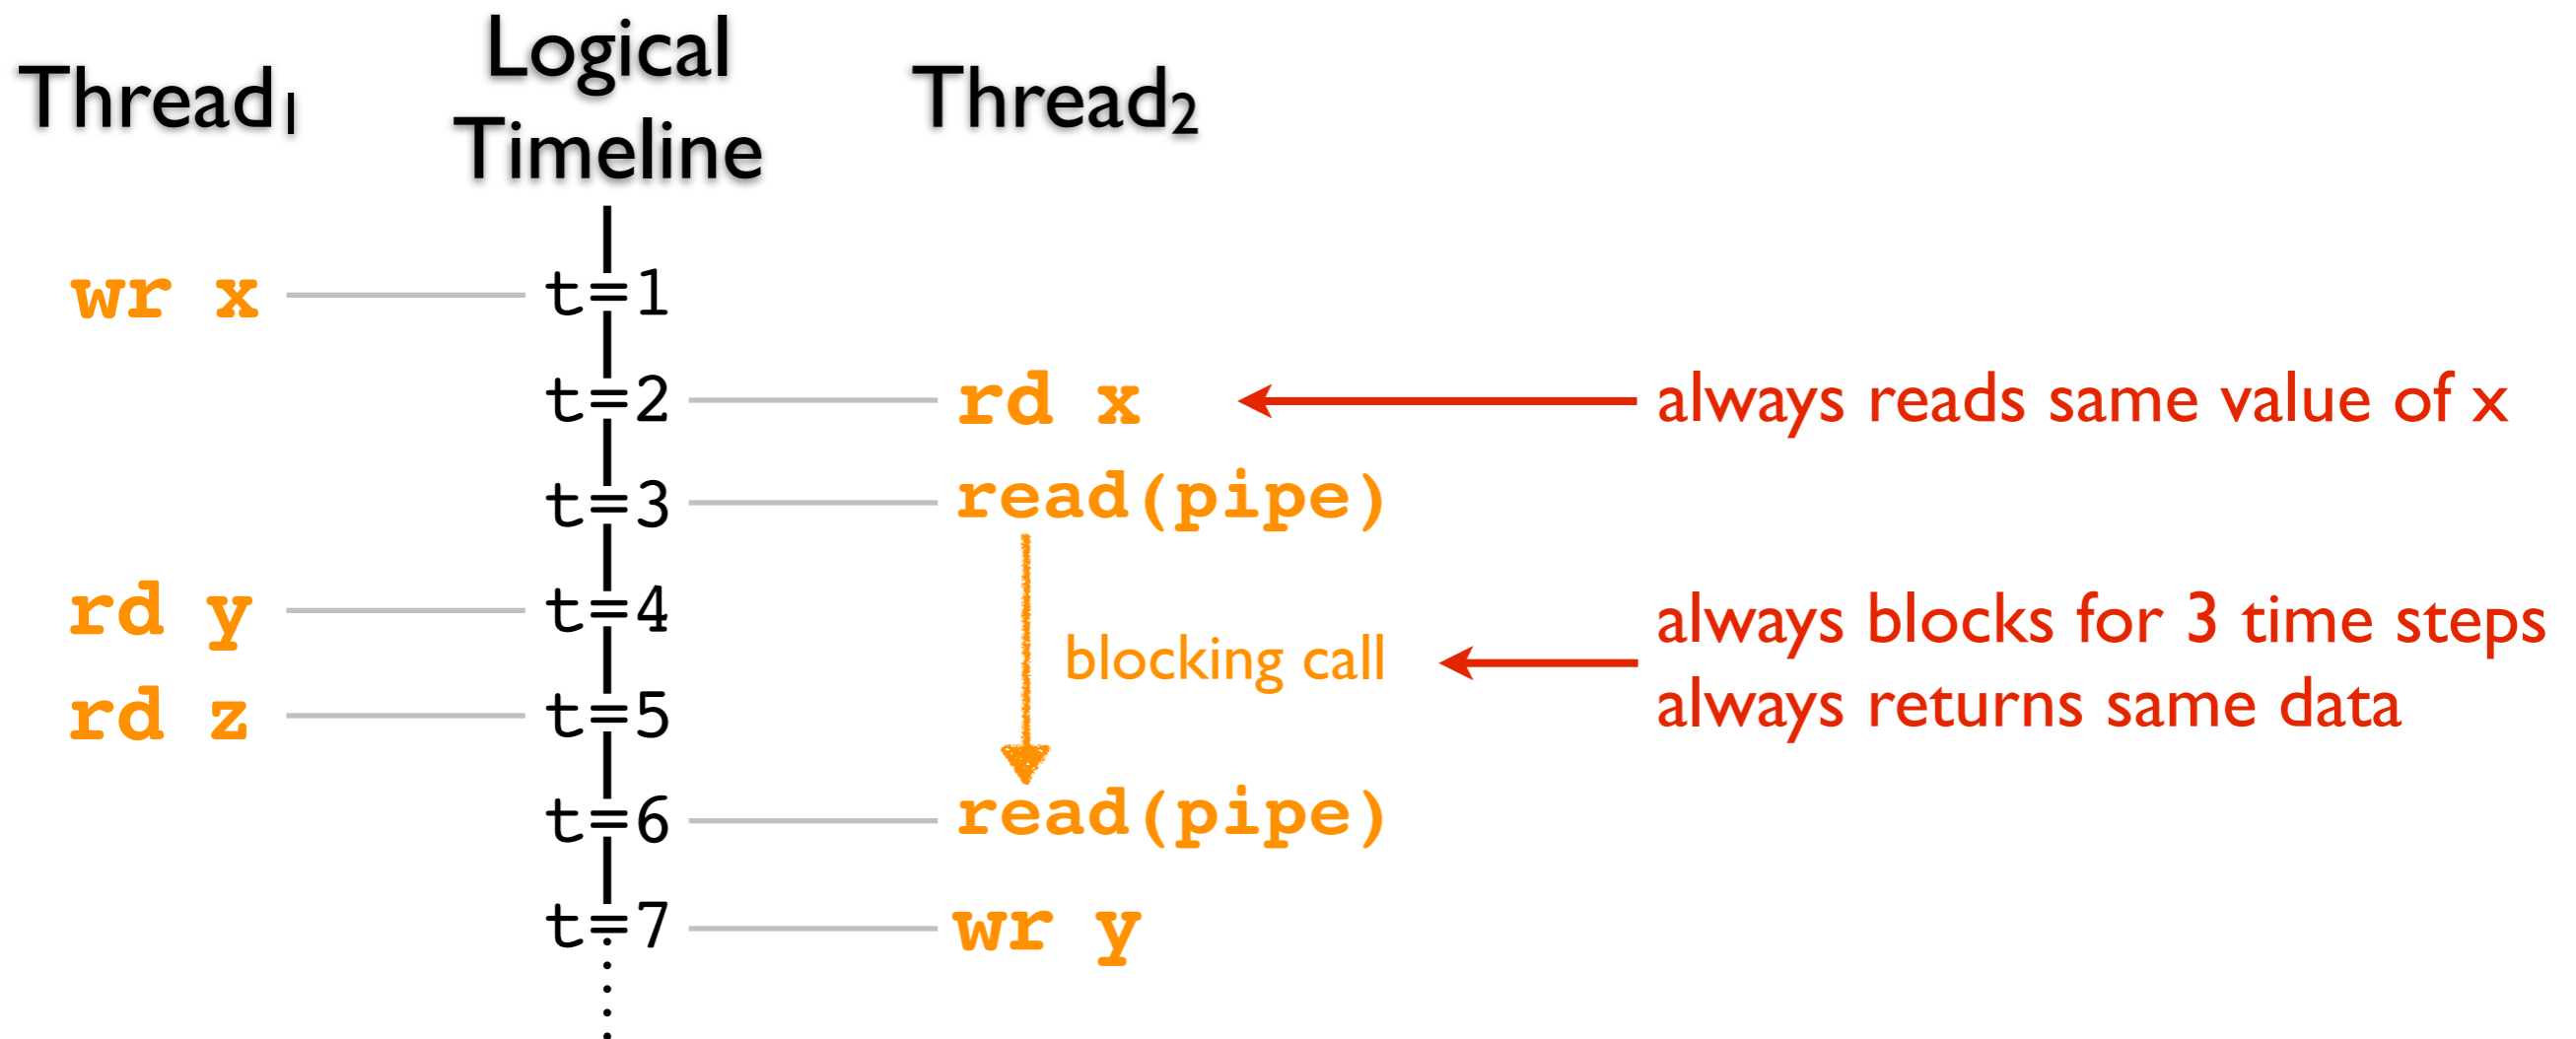 Thread1 Logical Timeline Thread2
wr x t=1
t=2 rd x always reads same value of x
t=3 read(pipe)
rd y t=4 always blocks for 3 time steps
blocking call
rd z t=5 always returns same data
t=6 read(pipe)
t=7 wr y